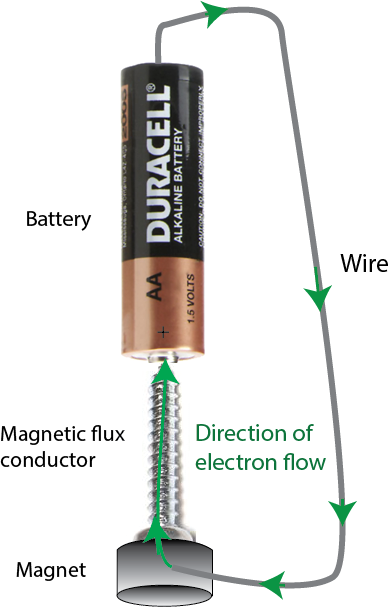 DURACELL®
ALKALINE BATTERY
CAUTION: DO NOT CONNECT IMPROPERLY,
Battery
Wire
AA
1.5 VOLTS
+
Magnetic flux
conductor
Direction of
electron flow
Magnet